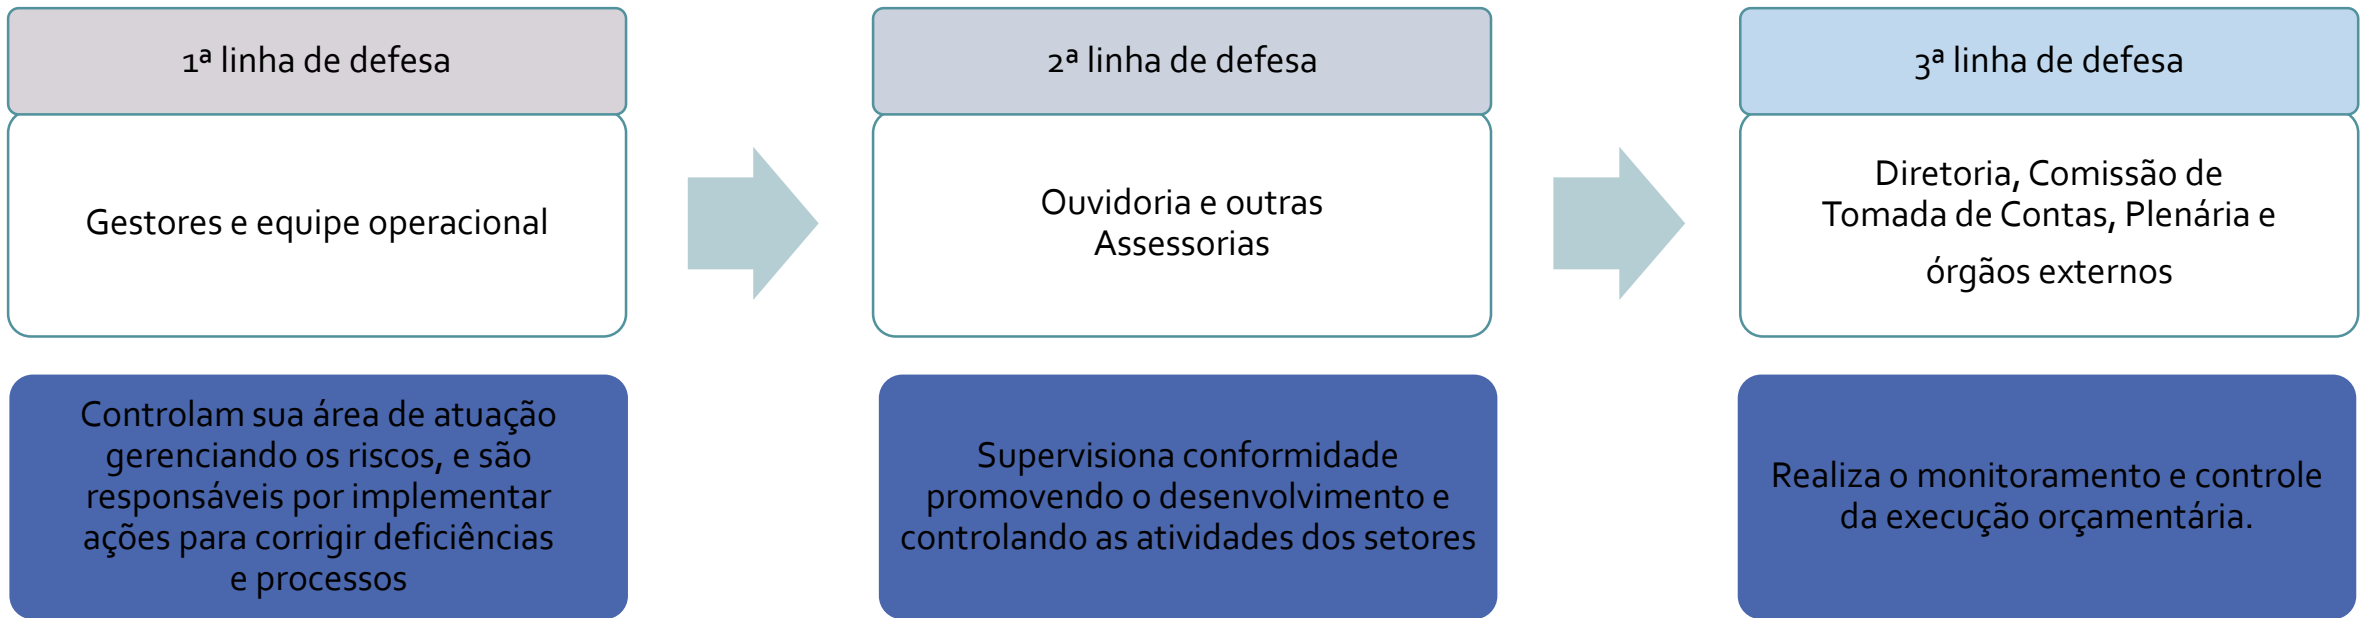 1ª linha de defesa
Gestores e equipe operacional
Controlam sua área de atuação
gerenciando os riscos, e são
responsáveis por implementar
ações para corrigir deficiências
e processos
2ª linha de defesa
Ouvidoria e outras
Assessorias
Supervisiona conformidade
promovendo o desenvolvimento e
controlando as atividades dos setores
3ª linha de defesa
Diretoria, Comissão de
Tomada de Contas, Plenária e
órgãos externos
Realiza o monitoramento e controle
da execução orçamentária.